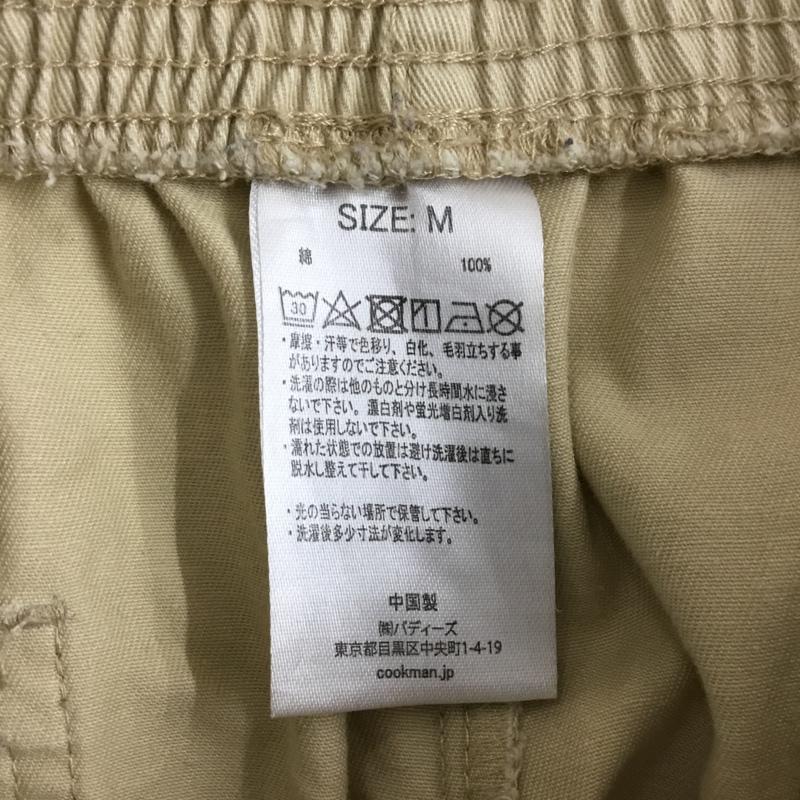 SIZE: M
綿 100%
30
・摩擦・汗等で色移り、白化、毛羽立ちする事
がありますのでご注意ください。
・洗濯の際は他のものと分け長時間水に浸さ
ないで下さい。漂白剤や蛍光増白剤入り洗
剤は使用しないで下さい。
・濡れた状態での放置は避け洗濯後は直ちに
脱水し整えて干して下さい。
・光の当らない場所で保管して下さい。
・洗濯後多少寸法が変化します。
中国製
㈱バディーズ
東京都目黒区中央町1-4-19
cookman.jp